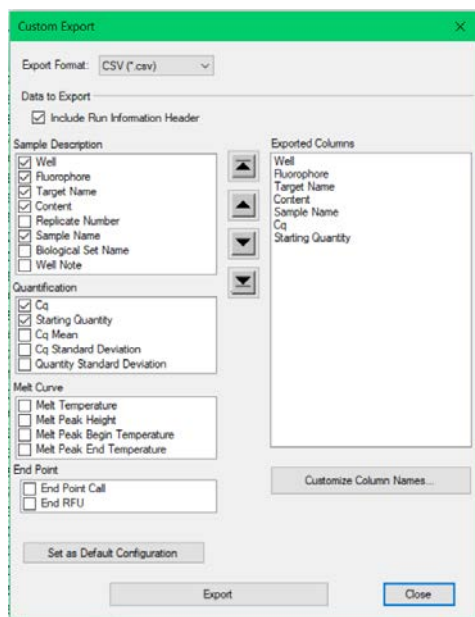 Custom Export
Export Format: CSV (*.csv)
Data to Export
Include Run Information Header
Sample Description
Well
Fluorophore
Target Name
Content
Replicate Number
Sample Name
Biological Set Name
Well Note
Quantification
Cq
Starting Quantity
Cq Mean
Cq Standard Deviation
Quantity Standard Deviation
Melt Curve
Melt Temperature
Melt Peak Height
Melt Peak Begin Temperature
Melt Peak End Temperature
End Point
End Point Call
End RFU
Exported Columns
Well
Fluorophore
Target Name
Content
Sample Name
Cq
Starting Quantity
Customize Column Names...
Set as Default Configuration
Export
Close